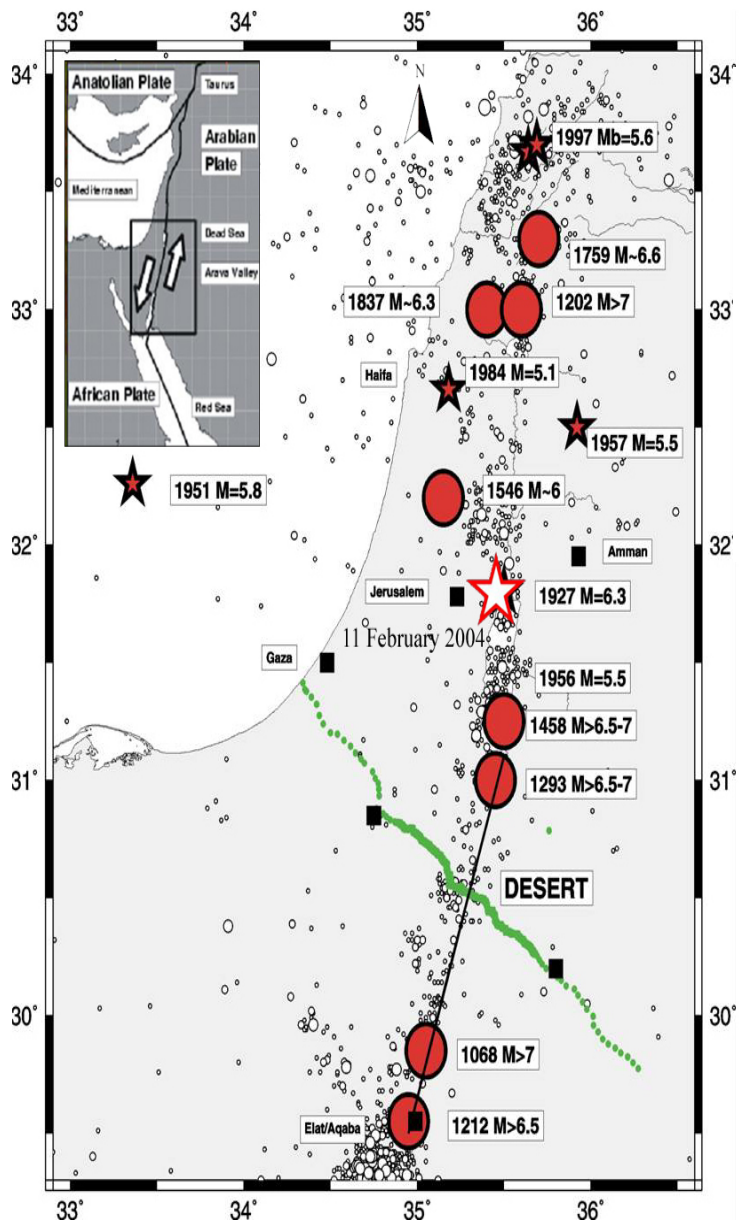 33° 34° 35° 36°
34°
33°
32°
31°
30°
33° 34° 35° 36°
N
Anatolian Plate
Taurus
Arabian
Plate
Mediterranean
Dead Sea
Arava Valley
African Plate
Red Sea
1997 Mb=5.6
1759 M~6.6
1837 M~6.3
1202 M>7
Haifa
1984 M=5.1
1957 M=5.5
1951 M=5.8
1546 M~6
Amman
Jerusalem
1927 M=6.3
11 February 2004
Gaza
1956 M=5.5
1458 M>6.5-7
1293 M>6.5-7
DESERT
1068 M>7
Elat/Aqaba
1212 M>6.5
34°
33°
32°
31°
30°